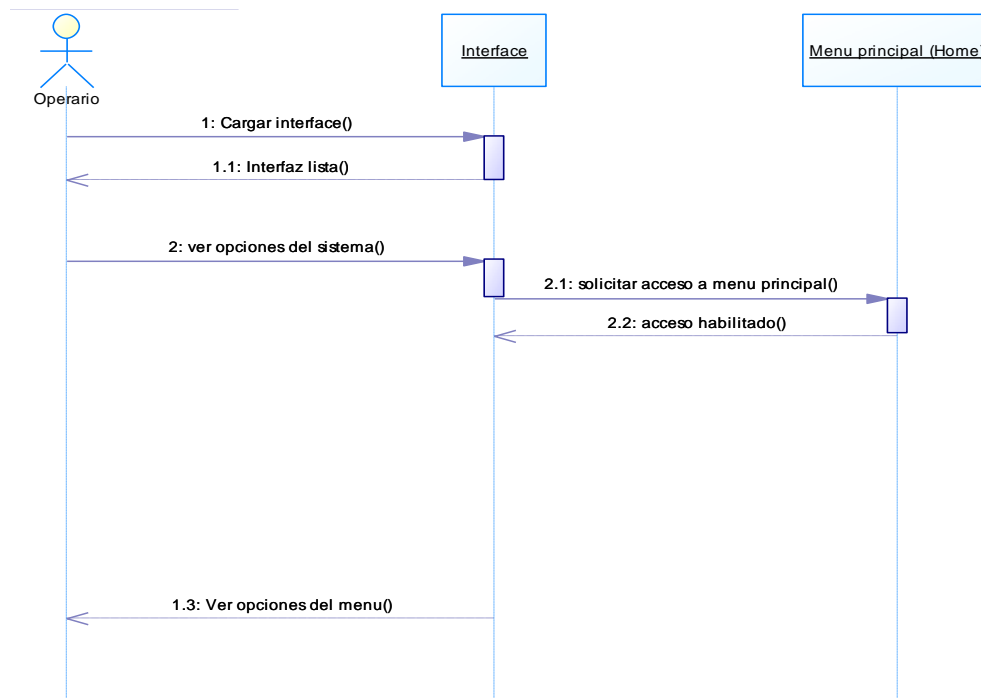 Interface
Menu principal (Home)
Operario
1: Cargar interface()
1.1: Interfaz lista()
2: ver opciones del sistema()
2.1: solicitar acceso a menu principal()
2.2: acceso habilitado()
1.3: Ver opciones del menu()